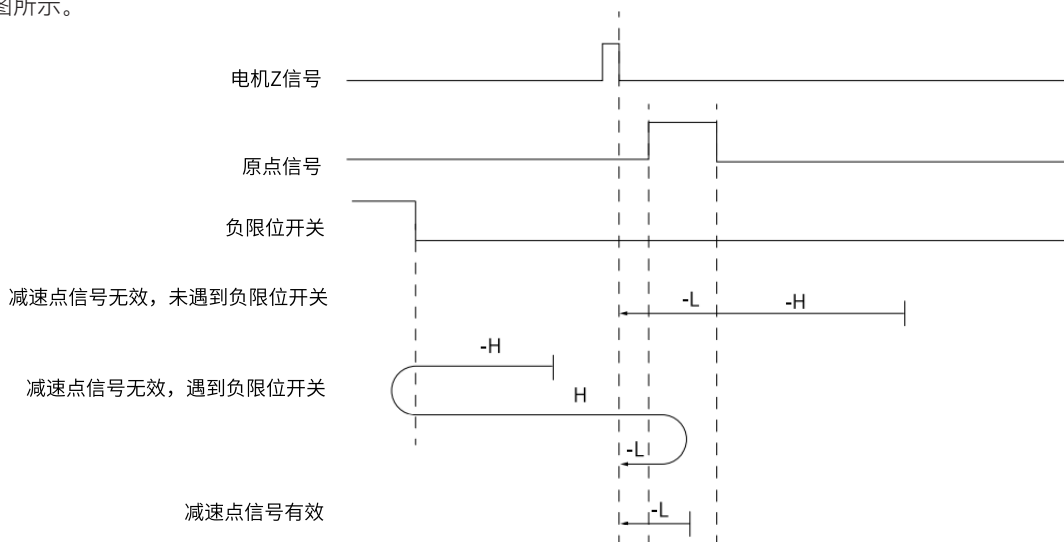 图所示。
电机Z信号
原点信号
负限位开关
减速点信号无效，未遇到负限位开关
-L
-H
-H
减速点信号无效，遇到负限位开关
H
-L
减速点信号有效
-L